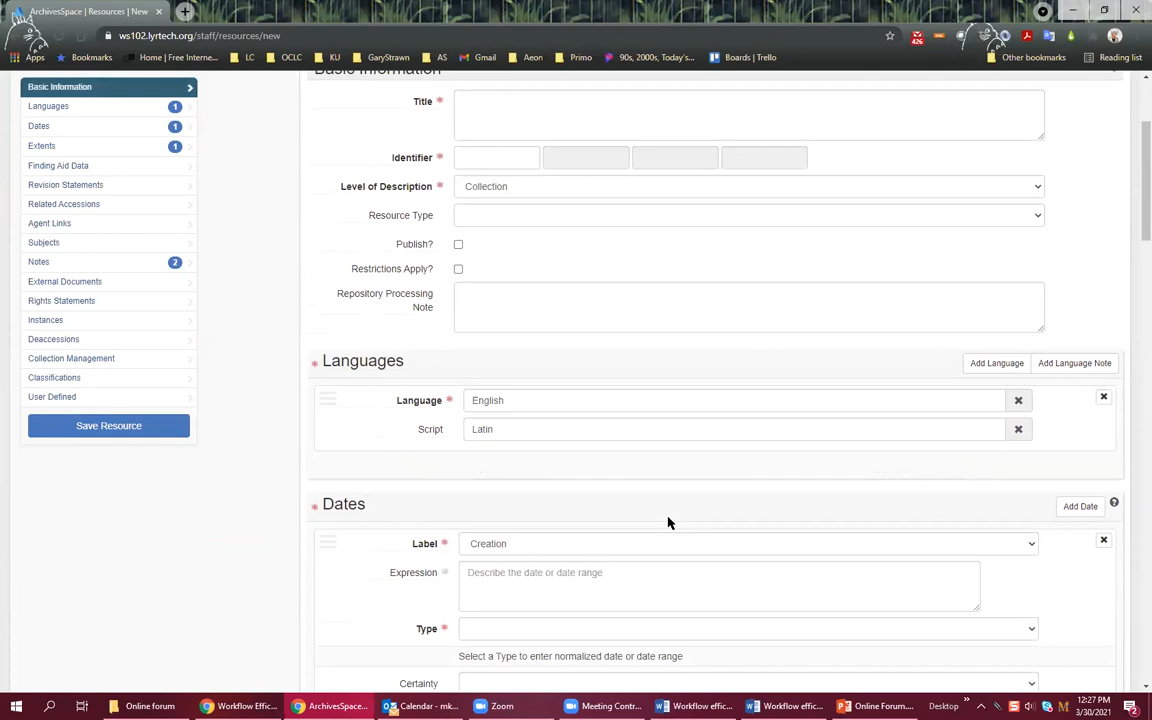 ArchivesSpace | Resources | New
ws102.lyrtech.org/staff/resources/new
426
Apps
Bookmarks
Home | Free Interne...
LC
OCLC
KU
GaryStrawn
AS
Gmail
Aeon
Primo
90s, 2000s, Today's...
Boards | Trello
Other bookmarks
Reading list
Basic Information
Languages 1
Dates 1
Extents 1
Finding Aid Data
Revision Statements
Related Accessions
Agent Links
Subjects
Notes 2
External Documents
Rights Statements
Instances
Deaccessions
Collection Management
Classifications
User Defined
Save Resource
Basic Information
Title *
Identifier *
Level of Description * Collection
Resource Type
Publish?
Restrictions Apply?
Repository Processing
Note
* Languages
Add Language
Add Language Note
Language * English
Script Latin
* Dates
Add Date
Label * Creation
Expression Describe the date or date range
Type *
Select a Type to enter normalized date or date range
Certainty
Online forum
Workflow Effic...
ArchivesSpace...
Calendar - mk...
Zoom
Meeting Contr...
Workflow effic...
Workflow effic...
Online Forum....
Desktop
12:27 PM
3/30/2021
2